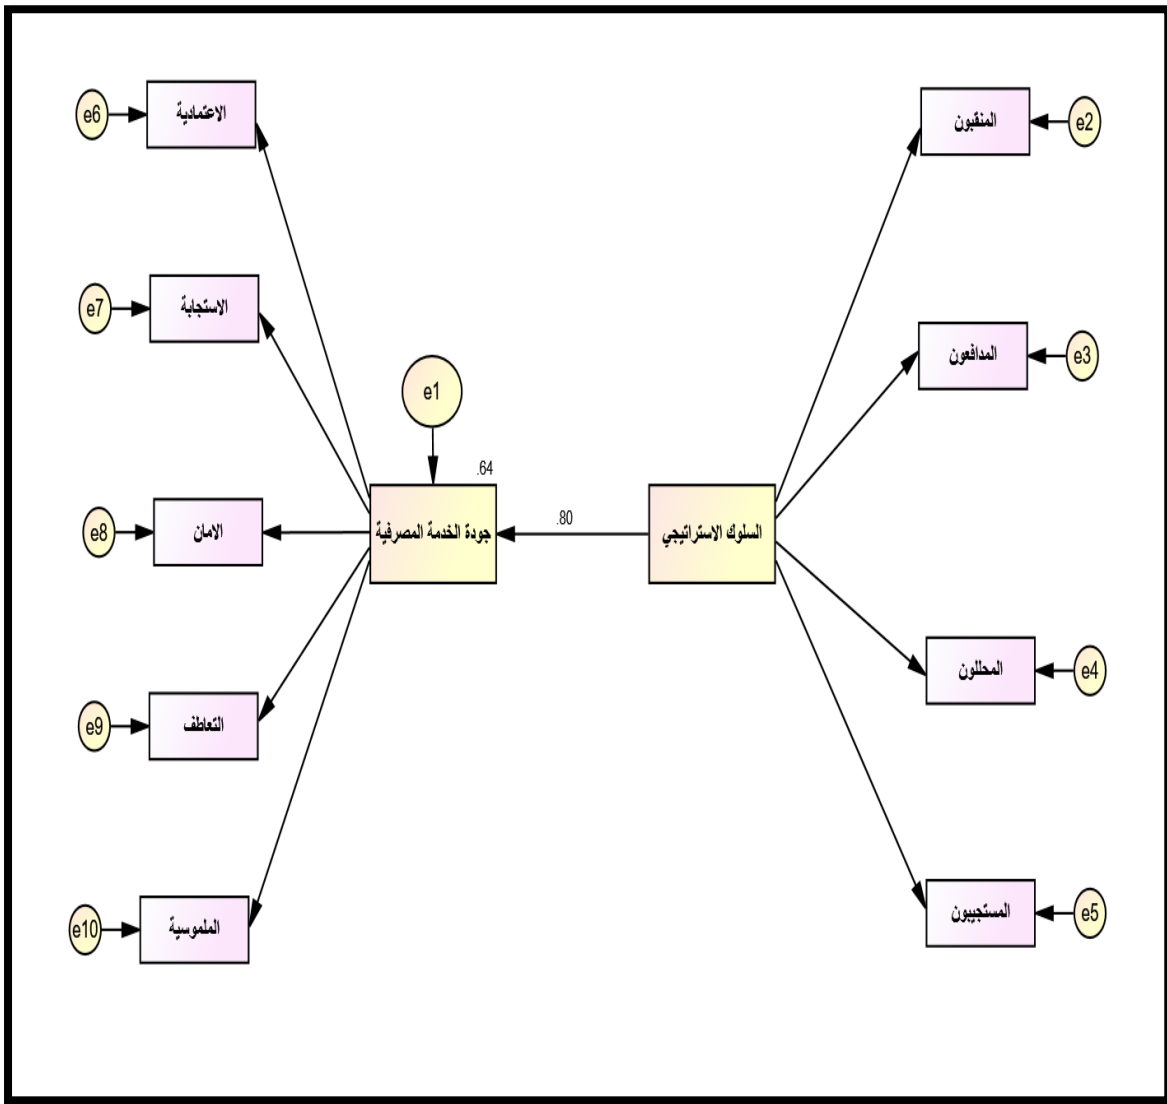 الاعتمادية
e6
المنقبون
e2
الاستجابة
e7
المدافعون
e3
e1
.64
الامان
e8
جودة الخدمة المصرفية
.80
السلوك الاستراتيجي
المحللون
e4
التعاطف
e9
المستجيبون
e5
الملموسية
e10